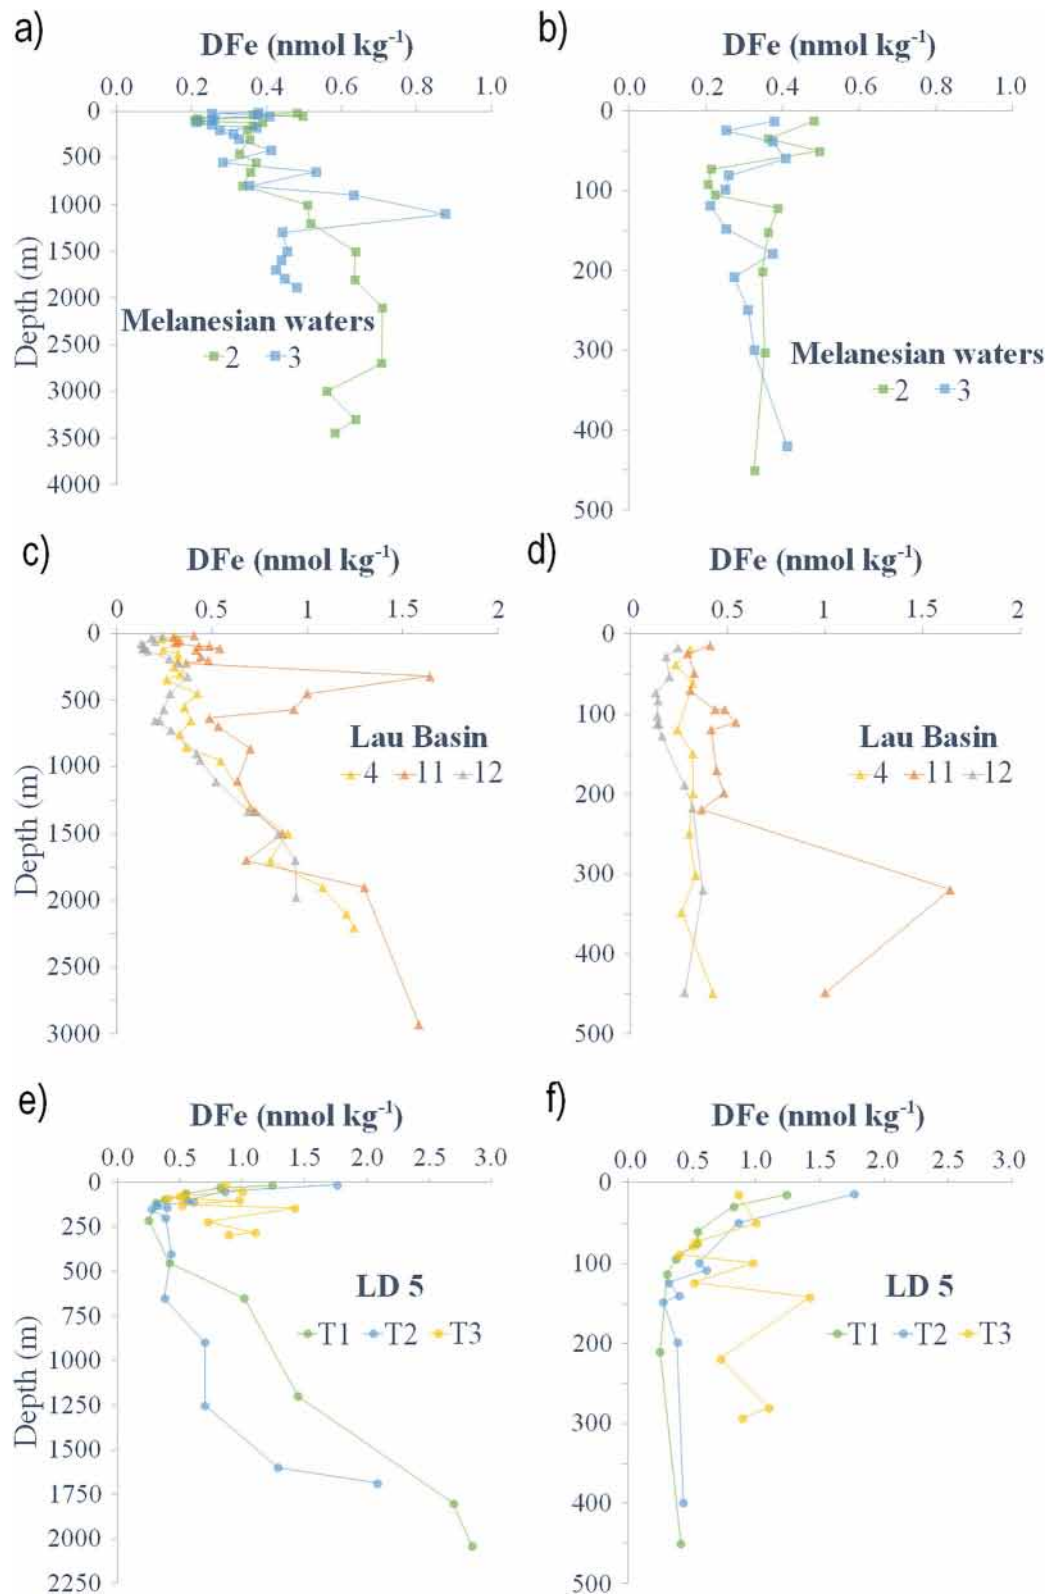 a)
DFe (nmol kg⁻¹)
0.0 0.2 0.4 0.6 0.8 1.0
0
500
1000
1500
2000
2500
3000
3500
4000
Depth (m)
Melanesian waters
2 3
b)
DFe (nmol kg⁻¹)
0.0 0.2 0.4 0.6 0.8 1.0
0
100
200
300
400
500
Melanesian waters
2 3
c)
DFe (nmol kg⁻¹)
0 0.5 1 1.5 2
0
500
1000
1500
2000
2500
3000
Depth (m)
Lau Basin
4 11 12
d)
DFe (nmol kg⁻¹)
0 0.5 1 1.5 2
0
100
200
300
400
500
Lau Basin
4 11 12
e)
DFe (nmol kg⁻¹)
0.0 0.5 1.0 1.5 2.0 2.5 3.0
0
250
500
750
1000
1250
1500
1750
2000
2250
Depth (m)
LD 5
T1 T2 T3
f)
DFe (nmol kg⁻¹)
0.0 0.5 1.0 1.5 2.0 2.5 3.0
0
100
200
300
400
500
LD 5
T1 T2 T3